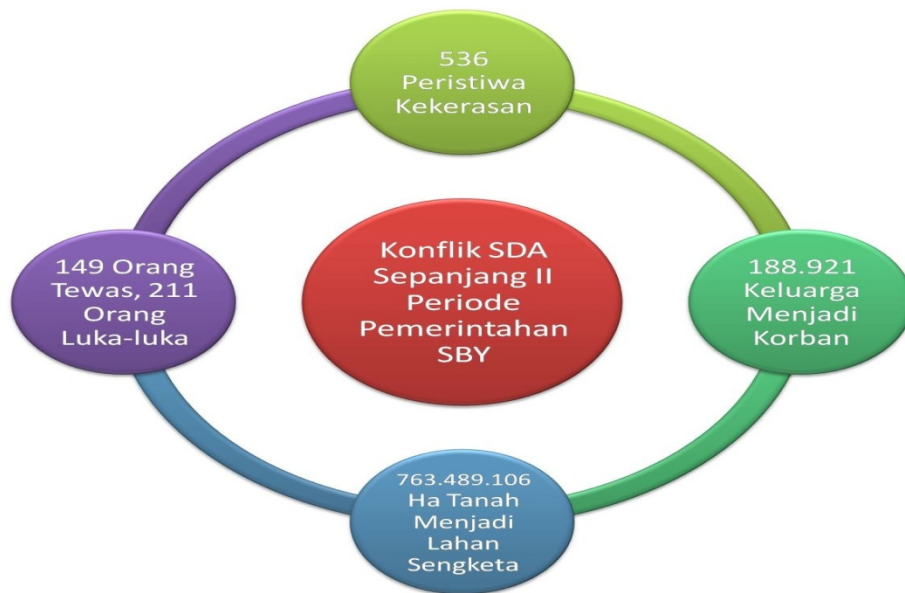 536
Peristiwa
Kekerasan
149 Orang
Tewas, 211
Orang
Luka-luka
Konflik SDA
Sepanjang II
Periode
Pemerintahan
SBY
188.921
Keluarga
Menjadi
Korban
763.489.106
Ha Tanah
Menjadi
Lahan
Sengketa